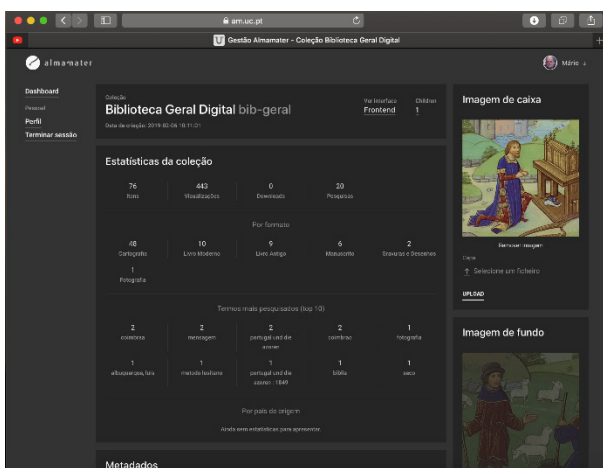 am.uc.pt
Gestão Almamater - Coleção Biblioteca Geral Digital
almamater
Mário
Dashboard
Pessoal
Perfil
Terminar sessão
Coleção
Biblioteca Geral Digital bib-geral
Data de criação: 2019-02-06 10:11:01
Ver Interface
Frontend
Children
1
Estatísticas da coleção
76 443 0 20
Itens Visualizações Downloads Pesquisas
Por formato
48 10 9 6 2
Cartografia Livro Moderno Livro Antigo Manuscrito Gravuras e Desenhos
1
Fotografia
Termos mais pesquisados (top 10)
2 2 2 2 1
coimbraa mensagem portugal und die coimbra: fotografia
azoren
1 1 1 1 1
albuquerque, luis metodo lusitano portugal und die biblia saco
azoren : 1849
Por país de origem
Ainda sem estatísticas para apresentar.
Metadados
Imagem de caixa
Remover imagem
Capa
Selecione um ficheiro
UPLOAD
Imagem de fundo